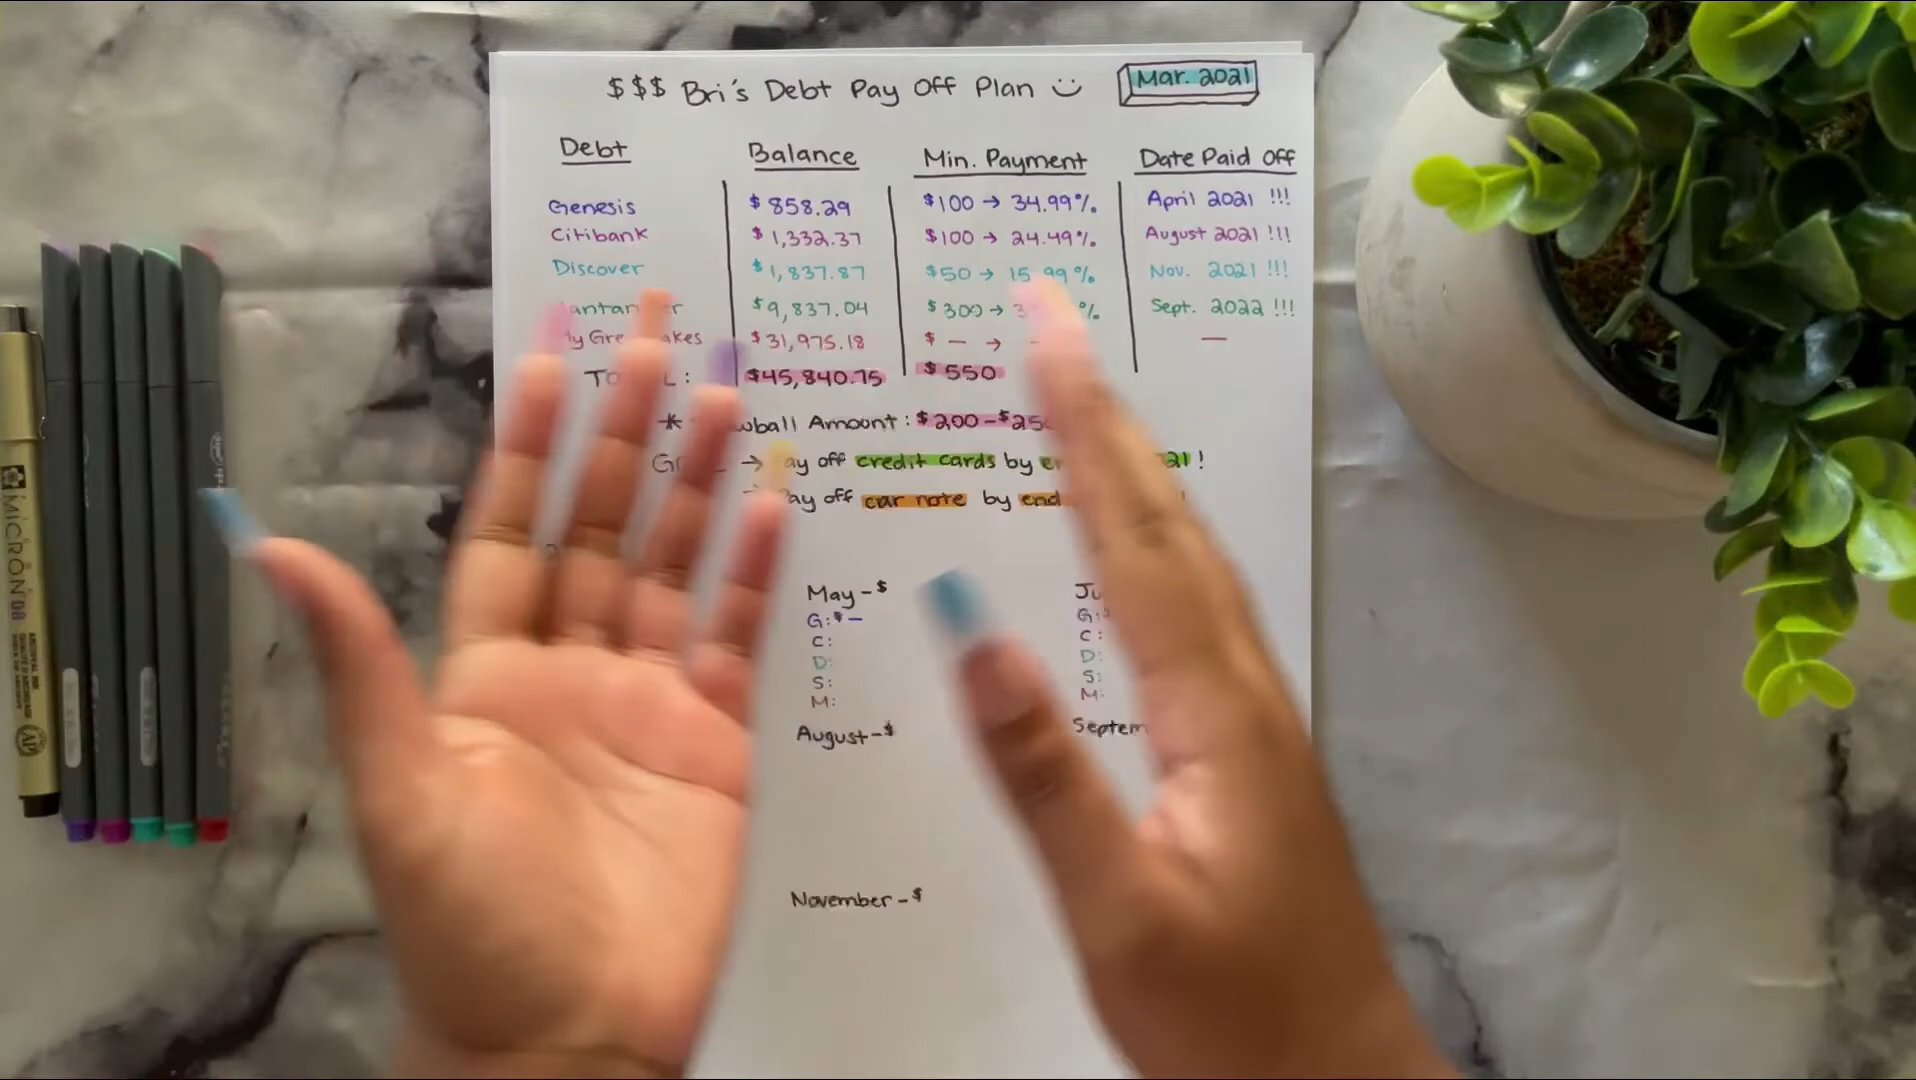 $$$ Bri's Debt Pay Off Plan Mar. 2021
Debt Balance Min. Payment Date Paid Off
Genesis $ 858.29 $100 → 34.99% April 2021 !!!
Citibank $ 1,332.37 $100 → 24.49% August 2021 !!!
Discover $ 1,837.87 $50 → 15.99% Nov. 2021 !!!
$9,837.04 $300 → Sept. 2022 !!!
$31,975.18 $ — → —
$45,840.75 $550
Amount: $200 - $250
→ off credit cards by
Pay off car note by end
May - $
G: $ —
C:
D:
S:
M:
G:
C:
D:
S:
M:
August - $
November - $
MICRON 08